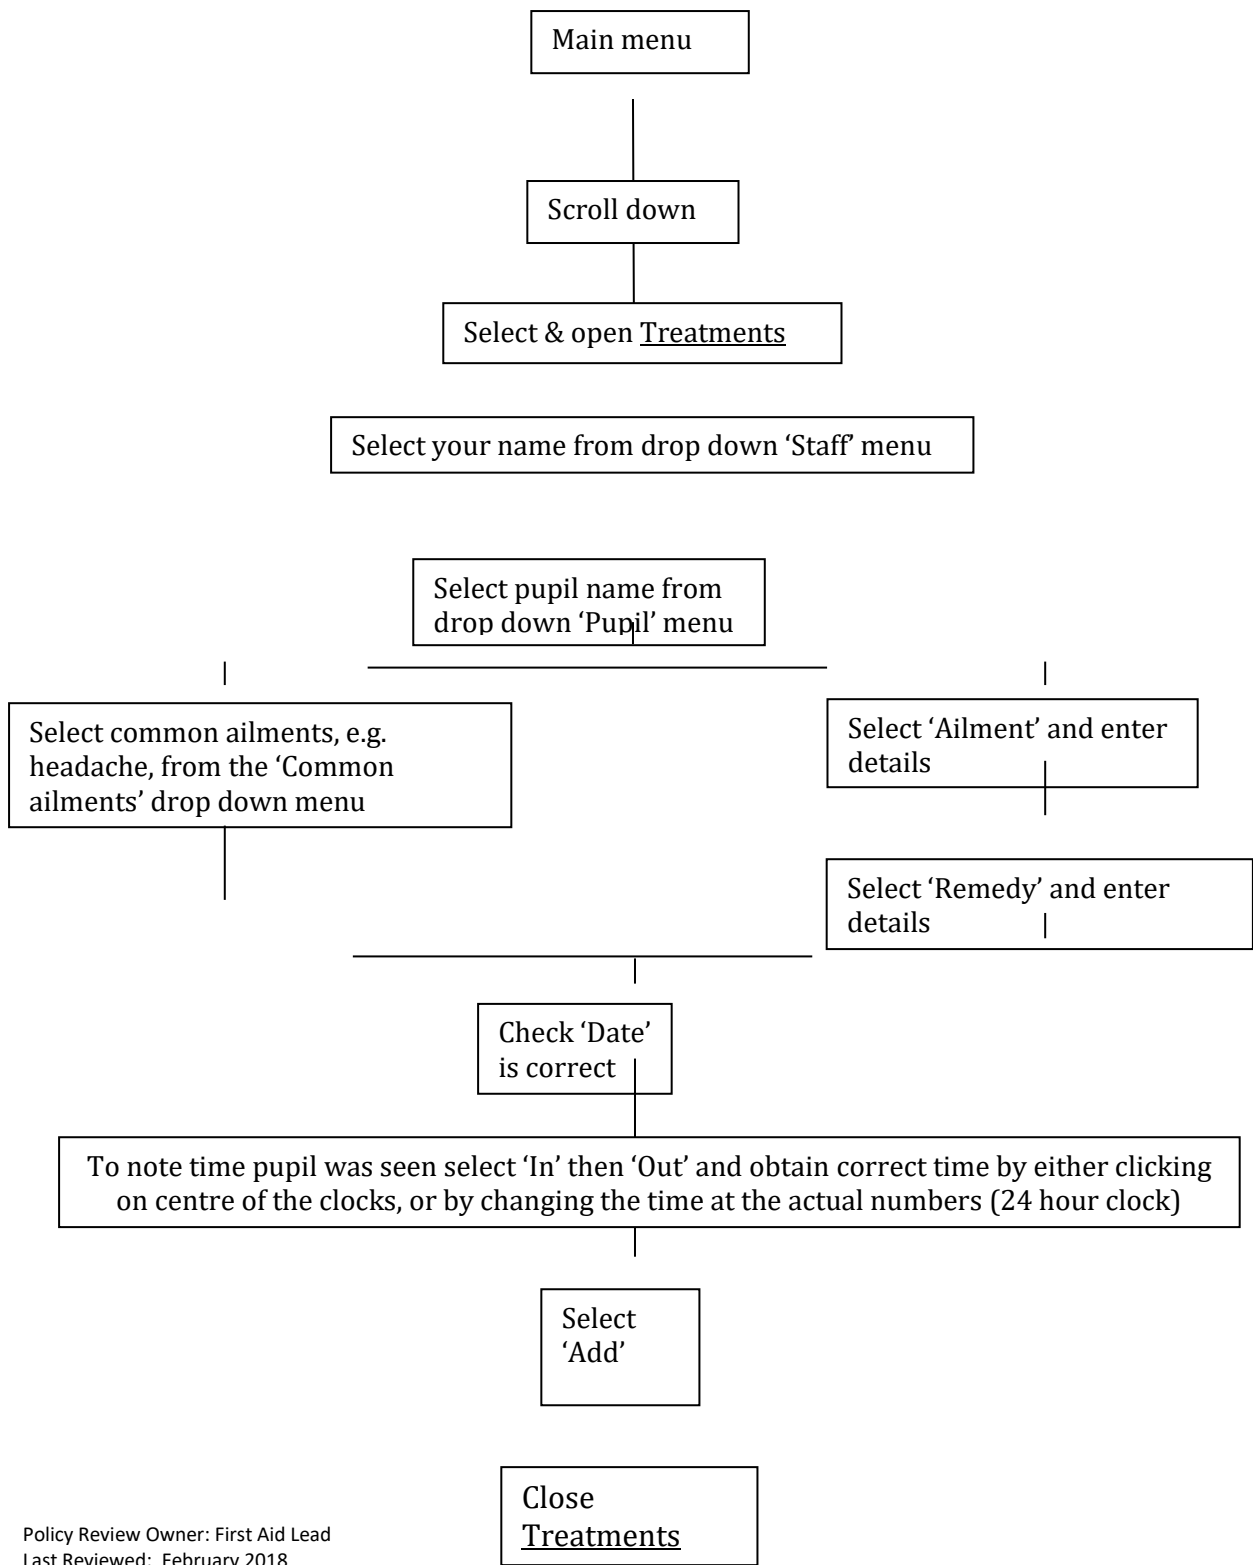 Main menu
Scroll down
Select & open Treatments
Select your name from drop down ‘Staff’ menu
Select pupil name from
drop down ‘Pupil’ menu
Select common ailments, e.g.
headache, from the ‘Common
ailments’ drop down menu
Select ‘Ailment’ and enter
details
Select ‘Remedy’ and enter
details
Check ‘Date’
is correct
To note time pupil was seen select ‘In’ then ‘Out’ and obtain correct time by either clicking
on centre of the clocks, or by changing the time at the actual numbers (24 hour clock)
Select
‘Add’
Close
Treatments
Policy Review Owner: First Aid Lead
Last Reviewed: February 2018